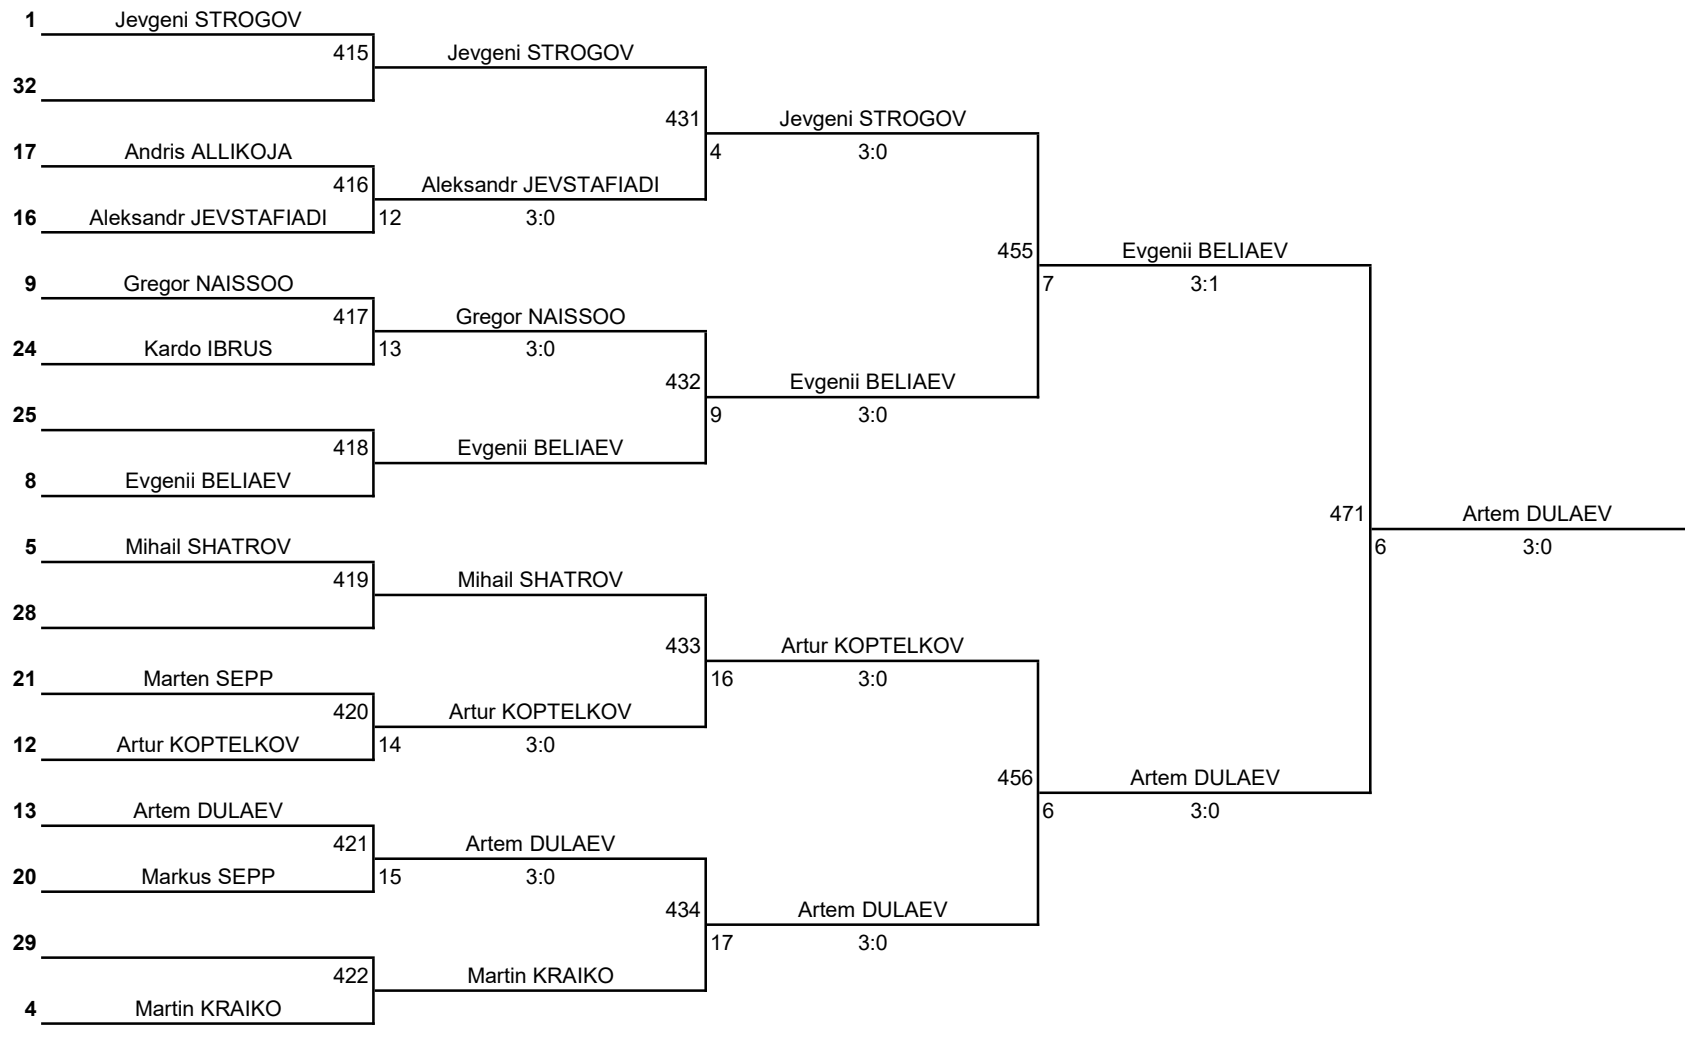 1 Jevgeni STROGOV
415 Jevgeni STROGOV
32
431 Jevgeni STROGOV
17 Andris ALLIKOJA 4 3:0
416 Aleksandr JEVSTAFIADI
16 Aleksandr JEVSTAFIADI 12 3:0
455 Evgenii BELIAEV
9 Gregor NAISSOO 7 3:1
417 Gregor NAISSOO
24 Kardo IBRUS 13 3:0
432 Evgenii BELIAEV
25 9 3:0
418 Evgenii BELIAEV
8 Evgenii BELIAEV
471 Artem DULAEV
5 Mihail SHATROV 6 3:0
419 Mihail SHATROV
28
433 Artur KOPTELKOV
21 Marten SEPP 16 3:0
420 Artur KOPTELKOV
12 Artur KOPTELKOV 14 3:0
456 Artem DULAEV
13 Artem DULAEV 6 3:0
421 Artem DULAEV
20 Markus SEPP 15 3:0
434 Artem DULAEV
29 17 3:0
422 Martin KRAIKO
4 Martin KRAIKO